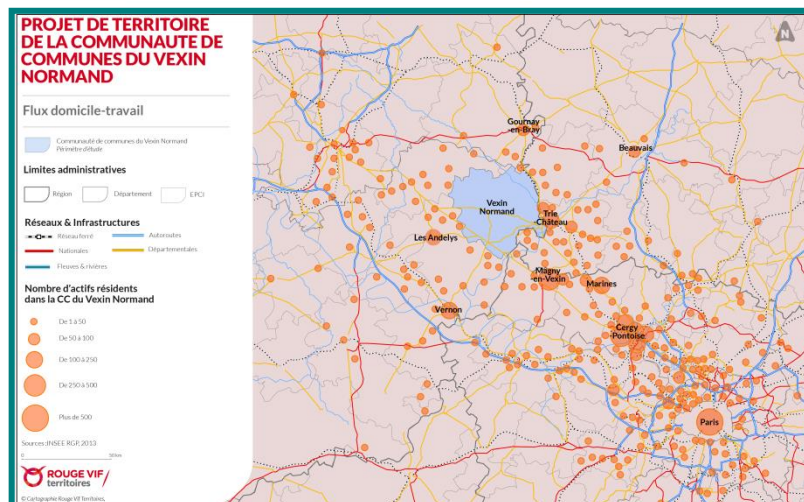 PROJET DE TERRITOIRE
DE LA COMMUNAUTE DE
COMMUNES DU VEXIN
NORMAND
Flux domicile-travail
Communauté de communes du Vexin Normand
Périmètre d'étude
Limites administratives
Région
Département
EPCI
Réseaux & Infrastructures
Réseau ferré
Autoroutes
Nationales
Départementales
Fleuves & rivières
Nombre d'actifs résidents
dans la CC du Vexin Normand
De 1 à 50
De 50 à 100
De 100 à 250
De 250 à 500
Plus de 500
Sources : INSEE RGP, 2013
0
10 km
ROUGE VIF/
territoires
© Cartographie Rouge Vif Territoires,
N
Gournay
-en-Bray
Beauvais
Vexin
Normand
Trie
Château
Les Andelys
Magny
-en-Vexin
Marines
Vernon
Cergy
Pontoise
Paris